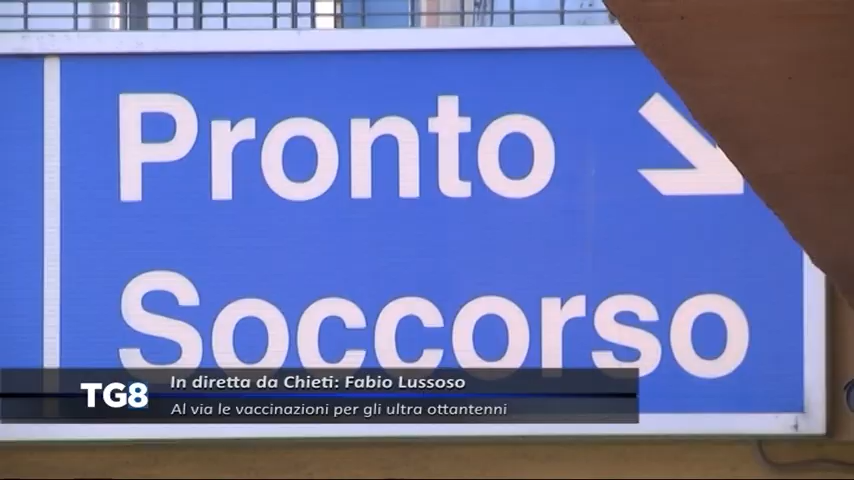 Pronto
Soccorso
TG8
In diretta da Chieti: Fabio Lussoso
Al via le vaccinazioni per gli ultra ottantenni